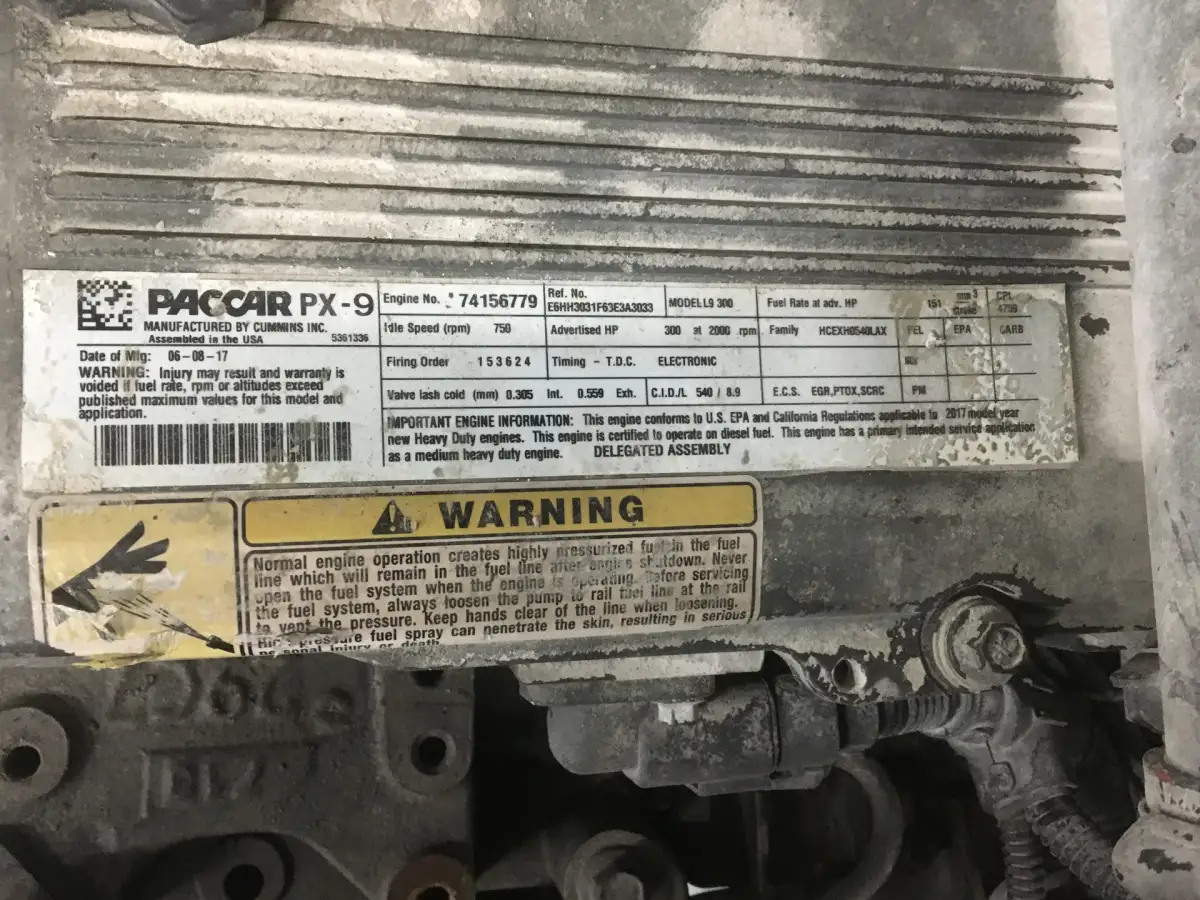 PACCAR PX-9
MANUFACTURED BY CUMMINS INC.
Assembled in the USA 5361336
Date of Mfg: 06-08-17
WARNING: Injury may result and warranty is
voided if fuel rate, rpm or altitudes exceed
published maximum values for this model and
application.
Engine No. 74156779
Ref. No.
E6HH3031F63E3A3033
MODEL L9 300
Fuel Rate at adv. HP 151 mm3
stroke
CPL
4799
Idle Speed (rpm) 750
Advertised HP 300 at 2000 rpm
Family HCEXH0540LAX
FEL EPA CARB
Firing Order - 1 5 3 6 2 4
Timing - T.D.C. ELECTRONIC
Valve lash cold (mm) 0.305 Int. 0.559 Exh.
C.I.D./L 540 / 8.9
E.C.S. EGR,PTOX,SCRC
PM
IMPORTANT ENGINE INFORMATION: This engine conforms to U.S. EPA and California Regulations applicable to 2017 model year
new Heavy Duty engines. This engine is certified to operate on diesel fuel. This engine has a primary intended service application
as a medium heavy duty engine. DELEGATED ASSEMBLY
WARNING
Normal engine operation creates highly pressurized fuel in the fuel
line which will remain in the fuel line after engine shutdown. Never
open the fuel system when the engine is operating. Before servicing
the fuel system, always loosen the pump to rail fuel line at the rail
to vent the pressure. Keep hands clear of the line when loosening.
High pressure fuel spray can penetrate the skin, resulting in serious
personal injury or death.